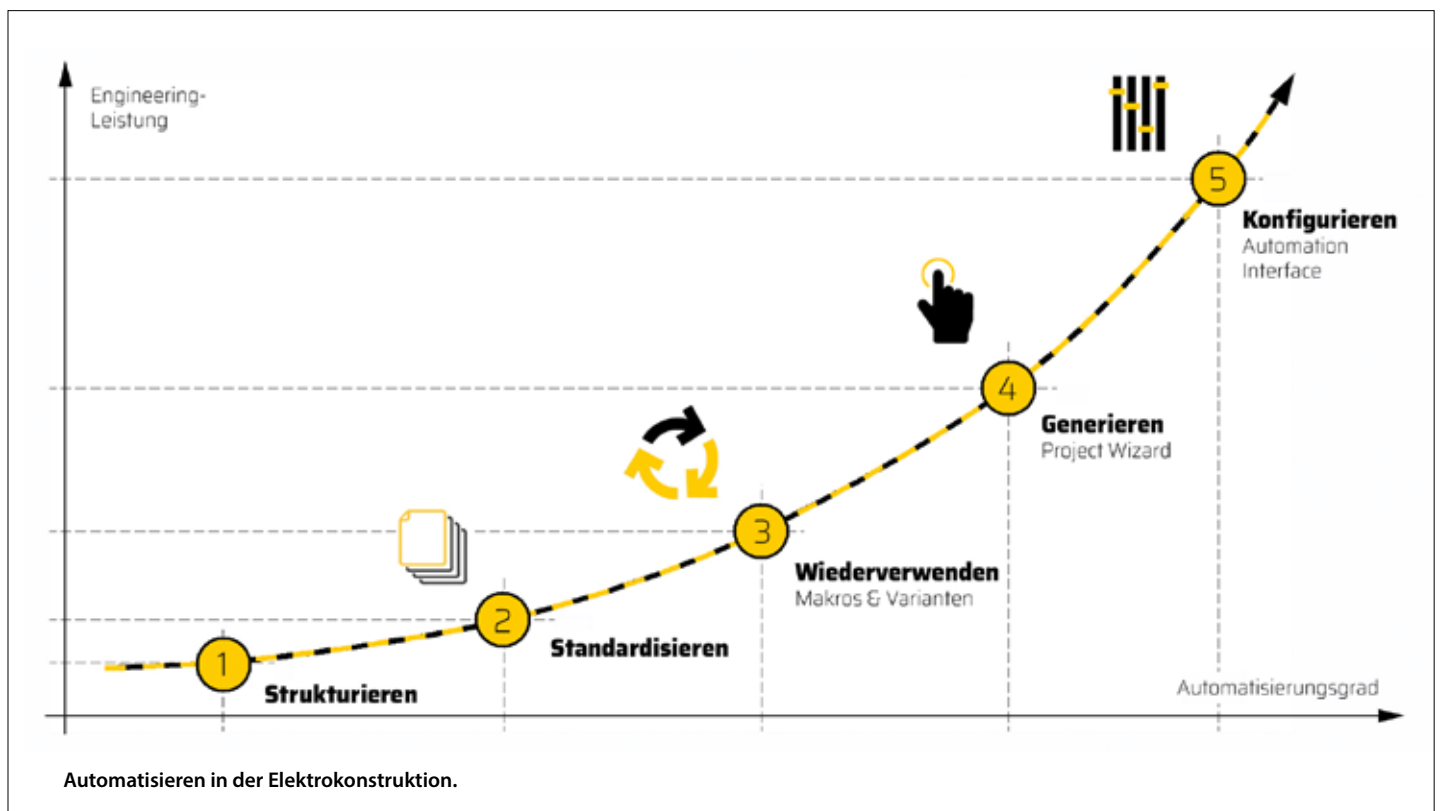 Engineering-
Leistung
5
Konfigurieren
Automation
Interface
4
Generieren
Project Wizard
3
Wiederverwenden
Makros & Varianten
2
Standardisieren
1
Strukturieren
Automatisierungsgrad
Automatisieren in der Elektrokonstruktion.